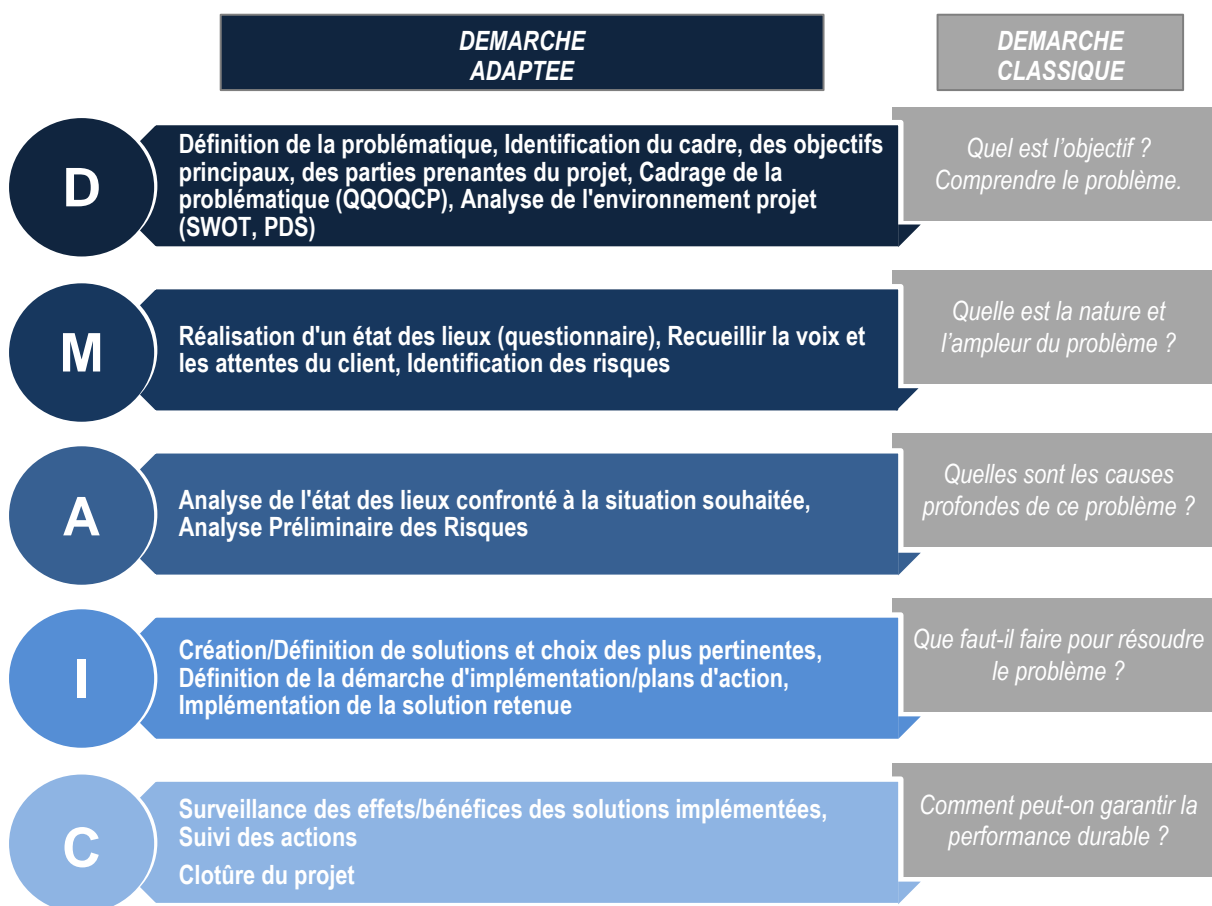 DEMARCHE
ADAPTEE
DEMARCHE
CLASSIQUE
D
Définition de la problématique, Identification du cadre, des objectifs
principaux, des parties prenantes du projet, Cadrage de la
problématique (QQOQCP), Analyse de l'environnement projet
(SWOT, PDS)
Quel est l’objectif ?
Comprendre le problème.
M
Réalisation d'un état des lieux (questionnaire), Recueillir la voix et
les attentes du client, Identification des risques
Quelle est la nature et
l’ampleur du problème ?
A
Analyse de l'état des lieux confronté à la situation souhaitée,
Analyse Préliminaire des Risques
Quelles sont les causes
profondes de ce problème ?
I
Création/Définition de solutions et choix des plus pertinentes,
Définition de la démarche d'implémentation/plans d'action,
Implémentation de la solution retenue
Que faut-il faire pour résoudre
le problème ?
C
Surveillance des effets/bénéfices des solutions implémentées,
Suivi des actions
Clotûre du projet
Comment peut-on garantir la
performance durable ?